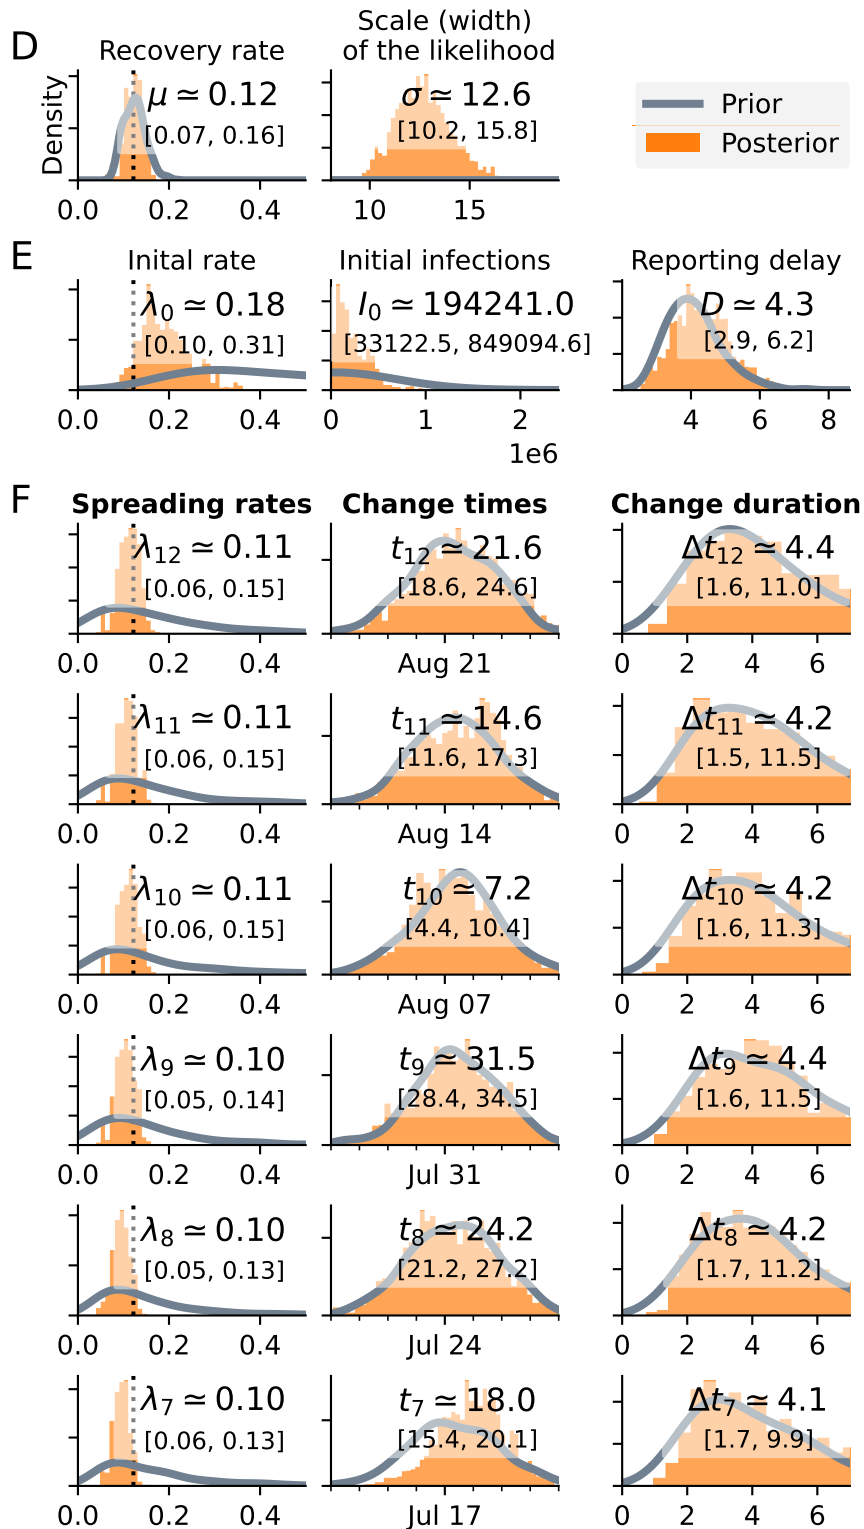 D
Recovery rate
Scale (width)
of the likelihood
Density
μ ≃ 0.12
[0.07, 0.16]
0.0 0.2 0.4
σ ≃ 12.6
[10.2, 15.8]
10 15
Prior
Posterior
E
Inital rate
λ0 ≃ 0.18
[0.10, 0.31]
0.0 0.2 0.4
Initial infections
I0 ≃ 194241.0
[33122.5, 849094.6]
0 1 2
1e6
Reporting delay
D ≃ 4.3
[2.9, 6.2]
4 6 8
F
Spreading rates
Change times
Change duration
λ12 ≃ 0.11
[0.06, 0.15]
0.0 0.2 0.4
t12 ≃ 21.6
[18.6, 24.6]
Aug 21
Δt12 ≃ 4.4
[1.6, 11.0]
0 2 4 6
λ11 ≃ 0.11
[0.06, 0.15]
0.0 0.2 0.4
t11 ≃ 14.6
[11.6, 17.3]
Aug 14
Δt11 ≃ 4.2
[1.5, 11.5]
0 2 4 6
λ10 ≃ 0.11
[0.06, 0.15]
0.0 0.2 0.4
t10 ≃ 7.2
[4.4, 10.4]
Aug 07
Δt10 ≃ 4.2
[1.6, 11.3]
0 2 4 6
λ9 ≃ 0.10
[0.05, 0.14]
0.0 0.2 0.4
t9 ≃ 31.5
[28.4, 34.5]
Jul 31
Δt9 ≃ 4.4
[1.6, 11.5]
0 2 4 6
λ8 ≃ 0.10
[0.05, 0.13]
0.0 0.2 0.4
t8 ≃ 24.2
[21.2, 27.2]
Jul 24
Δt8 ≃ 4.2
[1.7, 11.2]
0 2 4 6
λ7 ≃ 0.10
[0.06, 0.13]
0.0 0.2 0.4
t7 ≃ 18.0
[15.4, 20.1]
Jul 17
Δt7 ≃ 4.1
[1.7, 9.9]
0 2 4 6